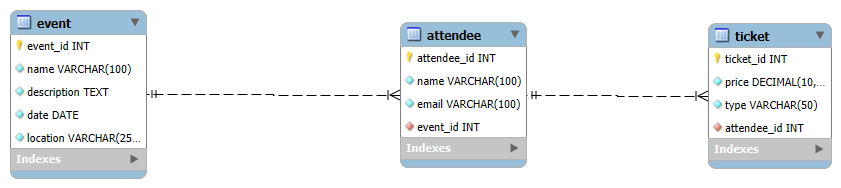 event
event_id INT
name VARCHAR(100)
description TEXT
date DATE
location VARCHAR(25...
Indexes
attendee
attendee_id INT
name VARCHAR(100)
email VARCHAR(100)
event_id INT
Indexes
ticket
ticket_id INT
price DECIMAL(10,...
type VARCHAR(50)
attendee_id INT
Indexes